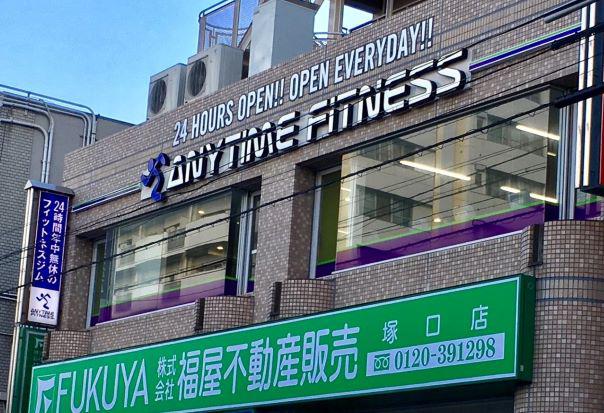 24 HOURS OPEN!! OPEN EVERYDAY!!
ANYTIME FITNESS
24時間年中無休の
フィットネスジム
ANYTIME
FITNESS
FUKUYA 株式会社 福屋不動産販売 塚口店
0120-391298